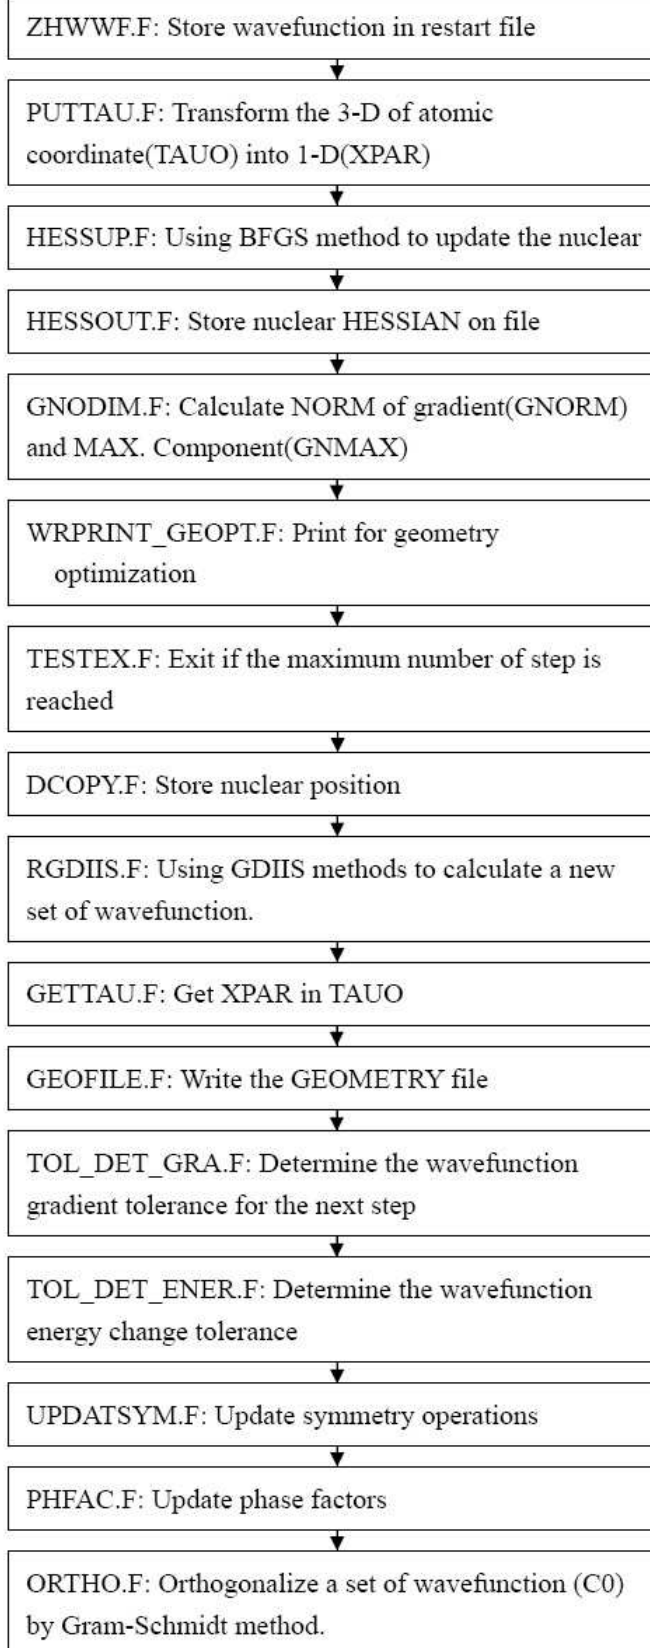 ZHWWF.F: Store wavefunction in restart file
PUTTAU.F: Transform the 3-D of atomic
coordinate(TAUO) into 1-D(XPAR)
HESSUP.F: Using BFGS method to update the nuclear
HESSOUT.F: Store nuclear HESSIAN on file
GNODIM.F: Calculate NORM of gradient(GNORM)
and MAX. Component(GNMAX)
WRPRINT_GEOPT.F: Print for geometry
optimization
TESTEX.F: Exit if the maximum number of step is
reached
DCOPY.F: Store nuclear position
RGDIIS.F: Using GDIIS methods to calculate a new
set of wavefunction.
GETTAU.F: Get XPAR in TAUO
GEOFILE.F: Write the GEOMETRY file
TOL_DET_GRA.F: Determine the wavefunction
gradient tolerance for the next step
TOL_DET_ENER.F: Determine the wavefunction
energy change tolerance
UPDATSYM.F: Update symmetry operations
PHFAC.F: Update phase factors
ORTHO.F: Orthogonalize a set of wavefunction (C0)
by Gram-Schmidt method.